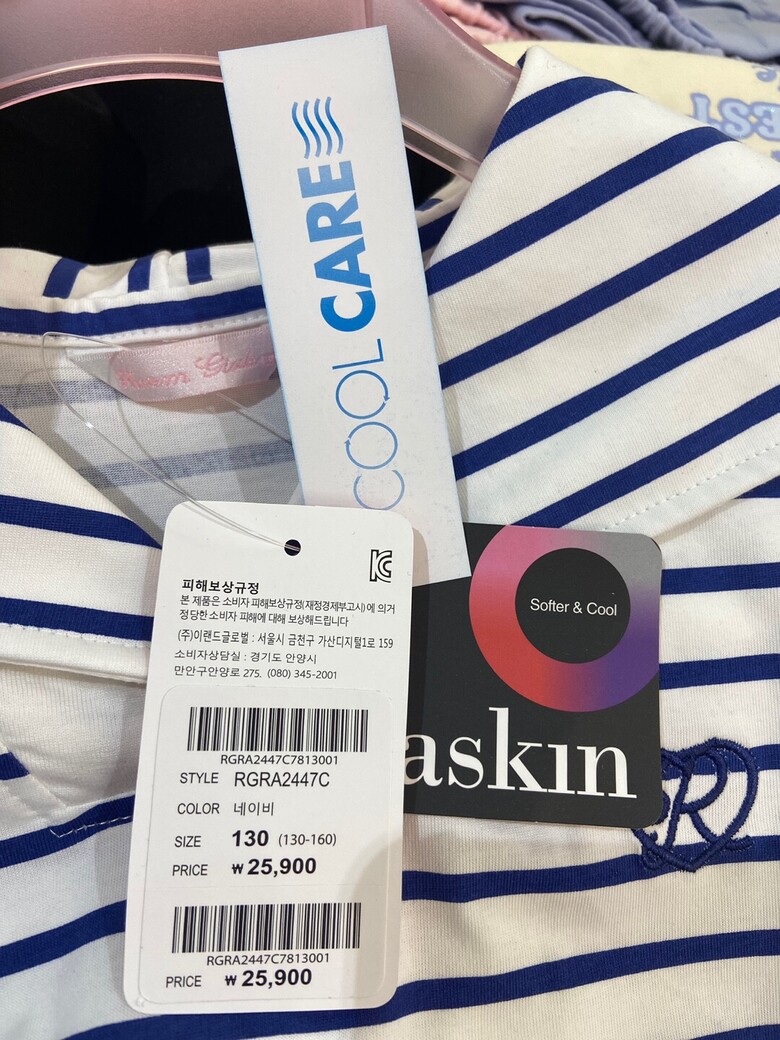 COOL CARE
Girls
KC
피해보상규정
본 제품은 소비자 피해보상규정(재정경제부고시)에 의거
정당한 소비자 피해에 대해 보상해드립니다
(주)이랜드글로벌 : 서울시 금천구 가산디지털1로 159
소비자상담실 : 경기도 안양시
만안구안양로 275. (080) 345-2001
RGRA2447C7813001
STYLE RGRA2447C
COLOR 네이비
SIZE 130 (130-160)
PRICE ₩25,900
RGRA2447C7813001
PRICE ₩25,900
Softer & Cool
askin
R